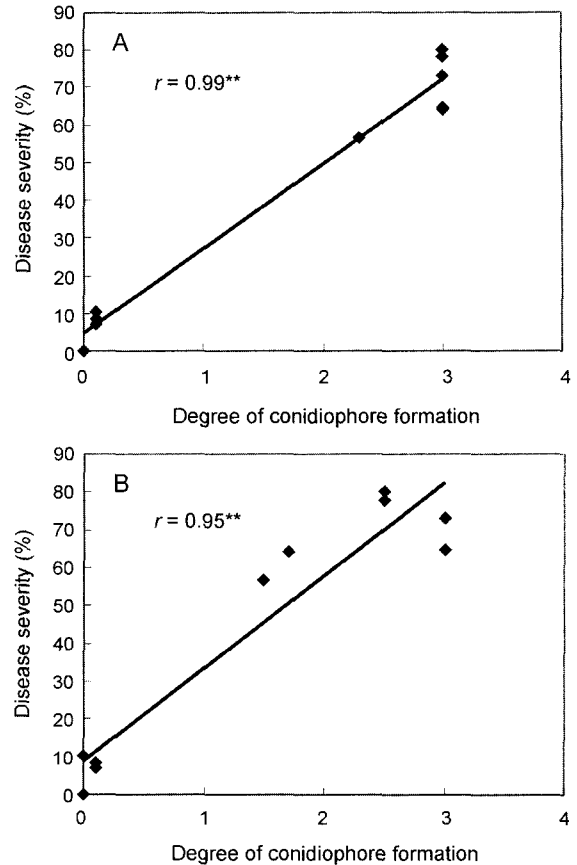 A
r = 0.99**
Disease severity (%)
90
80
70
60
50
40
30
20
10
0
0 1 2 3 4
Degree of conidiophore formation
B
r = 0.95**
Disease severity (%)
90
80
70
60
50
40
30
20
10
0
0 1 2 3 4
Degree of conidiophore formation